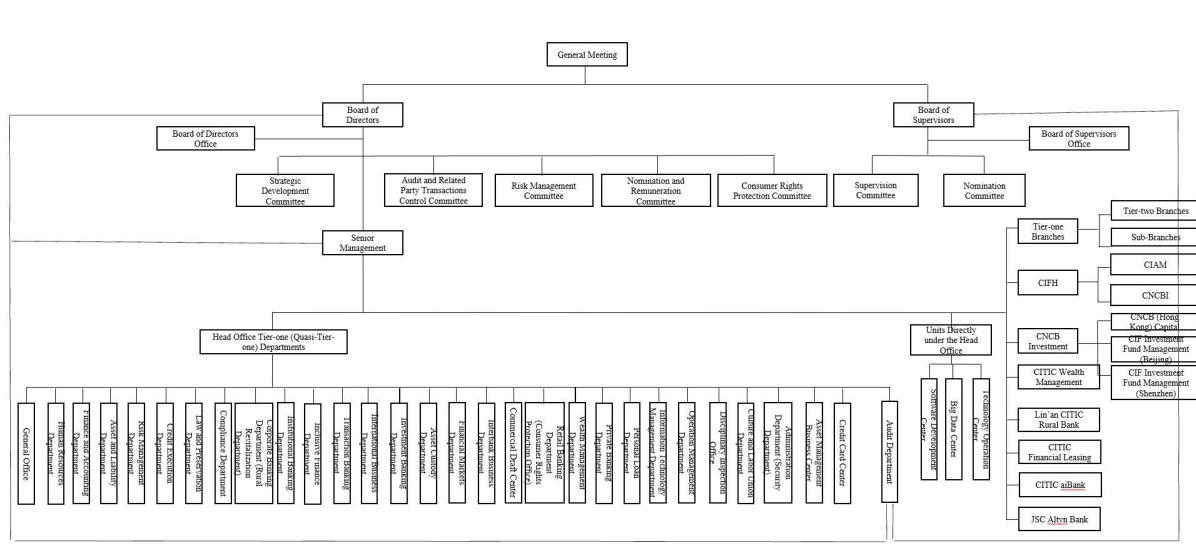 General Meeting
Board of
Directors
Board of
Supervisors
Board of Directors
Office
Board of Supervisors
Office
Strategic
Development
Committee
Audit and Related
Party Transactions
Control Committee
Risk Management
Committee
Nomination and
Remuneration
Committee
Consumer Rights
Protection Committee
Supervision
Committee
Nomination
Committee
Senior
Management
Tier-one
Branches
Tier-two Branches
Sub-Branches
CIFH
CIAM
CNCBI
CNCB
Investment
CNCB (Hong
Kong) Capital
CIF Investment
Fund Management
(Beijing)
CIF Investment
Fund Management
(Shenzhen)
CITIC Wealth
Management
Lin'an CITIC
Rural Bank
CITIC
Financial Leasing
CITIC aiBank
JSC Altyn Bank
Head Office Tier-one (Quasi-Tier-
one) Departments
Units Directly
under the Head
Office
General Office
Human Resources
Department
Finance and Accounting
Department
Asset and Liability
Department
Risk Management
Department
Credit Execution
Department
Law and Preservation
Department
Compliance Department
Corporate Banking
Department (Rural
Revitalization
Department)
Institutional Banking
Department
Inclusive Finance
Department
Transaction Banking
Department
International Business
Department
Investment Banking
Department
Asset Custody
Department
Financial Markets
Department
Interbank Business
Department
Commercial Draft Center
Retail Banking
Department
(Consumer Rights
Protection Office)
Wealth Management
Department
Private Banking
Department
Personal Loan
Department
Information Technology
Management Department
Operation Management
Department
Disciplinary Inspection
Office
Culture and Labor Union
Department
Administration
Department (Security
Department)
Asset Management
Business Center
Credit Card Center
Audit Department
Software Development
Center
Big Data Center
Technology Operation
Center